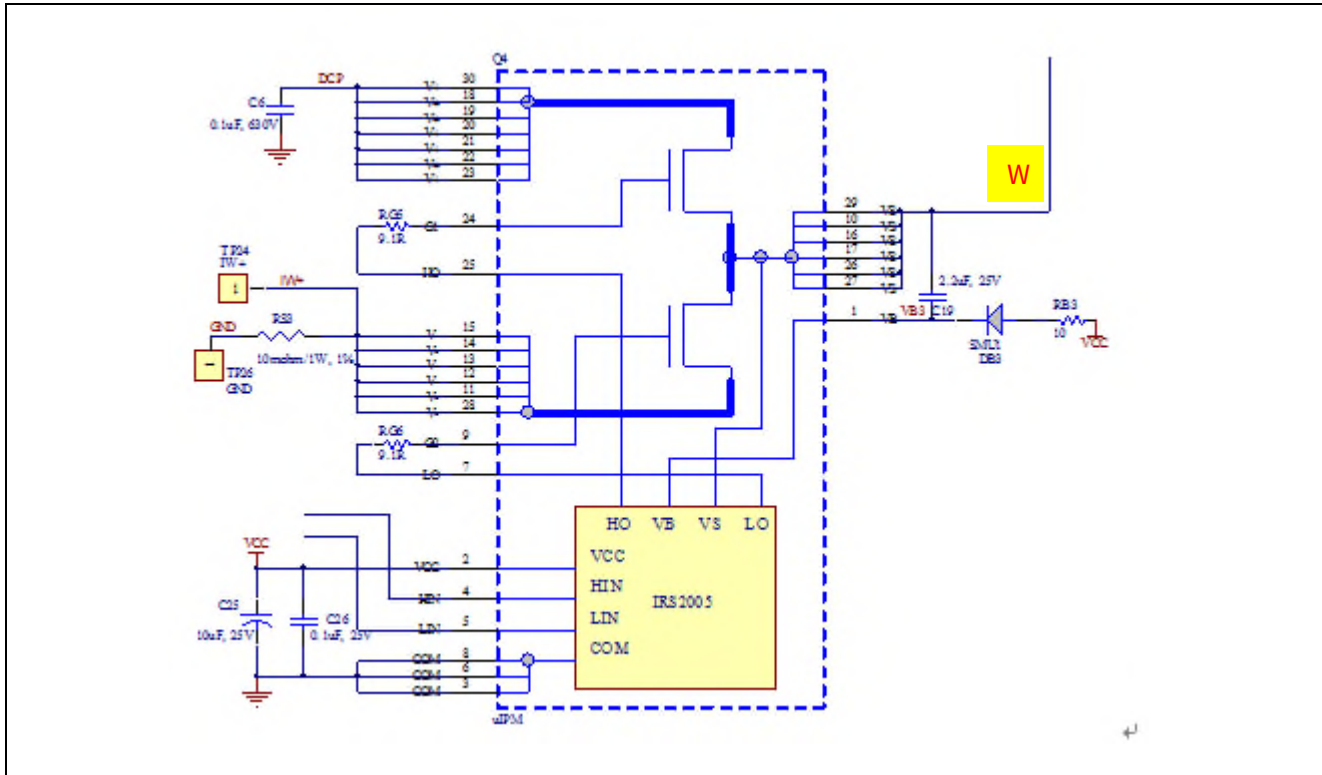 Q4
DCP
C6
0.1uF, 630V
30
18
19
20
21
22
23
W
RG5
9.1R
24
HO
25
TP24
IW+
1
IW+
GND
RS3
10mohm/1W, 1%
TP26
GND
15
14
13
12
11
28
RG6
9.1R
9
LO
7
29
10
16
17
26
27
2.2uF, 25V
VB3
C19
1
VB
RB3
10
VCC
DB3
HO VB VS LO
VCC
HIN
LIN
COM
IRS2005
VCC
C25
10uF, 25V
C26
0.1uF, 25V
VCC
2
HIN
4
LIN
5
COM
8
COM
6
COM
3
uIPM